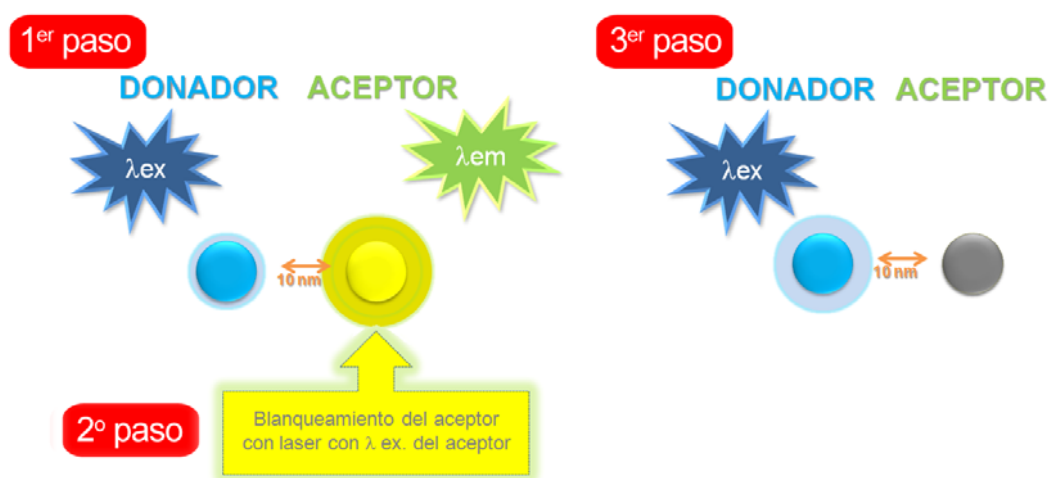 1er paso
DONADOR ACEPTOR
λex
λem
10 nm
2º paso
Blanqueamiento del aceptor
con laser con λ ex. del aceptor
3er paso
DONADOR ACEPTOR
λex
10 nm